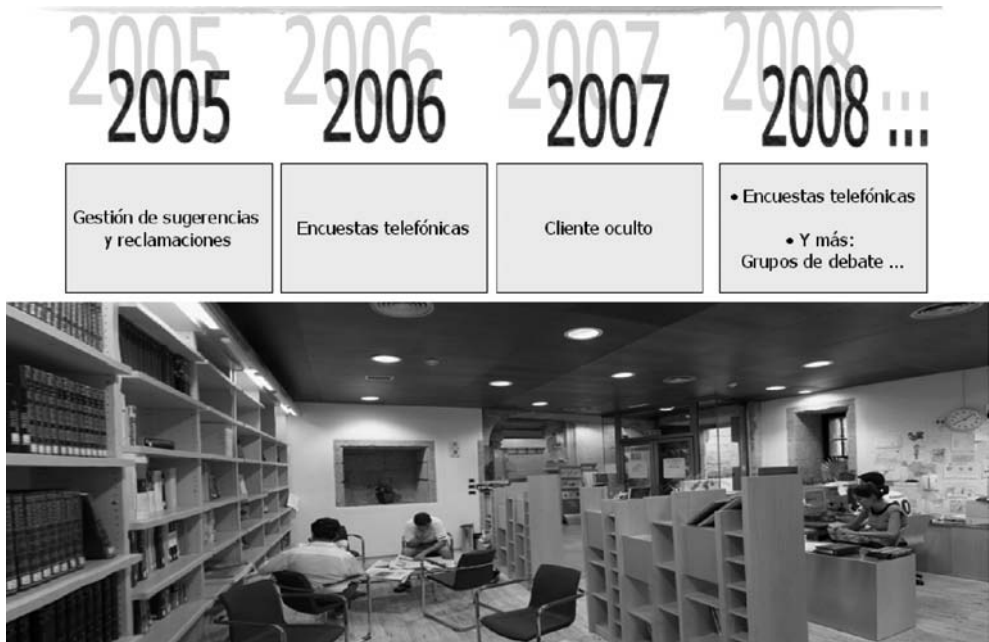 2005
2006
2007
2008 ...
Gestión de sugerencias
y reclamaciones
Encuestas telefónicas
Cliente oculto
• Encuestas telefónicas
• Y más:
Grupos de debate ...